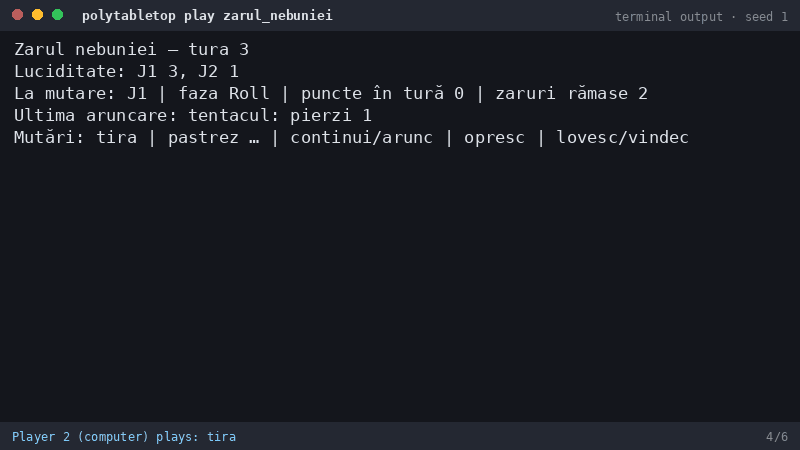 polytabletop play zarul_nebuniei
terminal output · seed 1
Zarul nebuniei — tura 3
Luciditate: J1 3, J2 1
La mutare: J1 | faza Roll | puncte în tură 0 | zaruri rămase 2
Ultima aruncare: tentacul: pierzi 1
Mutări: tira | pastrez … | continui/arunc | opresc | lovesc/vindec
Player 2 (computer) plays: tira
4/6